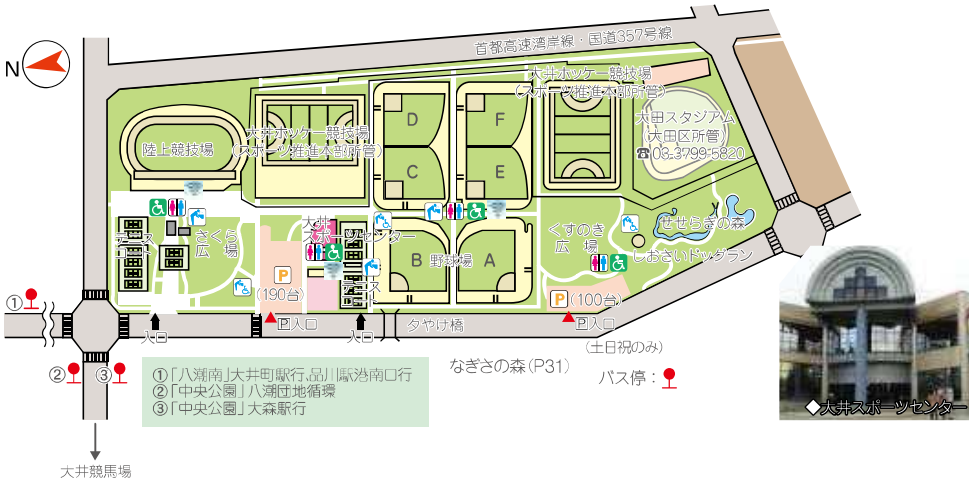 首都高速湾岸線・国道357号線
N
大井ホッケー競技場
(スポーツ推進本部所管)
大田スタジアム
(大田区所管)
☎03-3799-5820
陸上競技場
大井ホッケー競技場
(スポーツ推進本部所管)
D
F
C
E
テニス
コート
さくら
広場
大井
スポーツセンター
B
野球場
A
くすのき
広場
せせらぎの森
しおさいドッグラン
P
(190台)
テニス
コート
P
(100台)
①
入口
P入口
入口
夕やけ橋
P入口
(土日祝のみ)
②
③
①「八潮南」大井町駅行、品川駅港南口行
②「中央公園」八潮団地循環
③「中央公園」大森駅行
なぎさの森(P31)
バス停：
◆大井スポーツセンター
大井競馬場